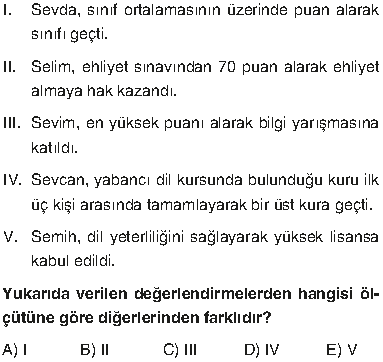 I. Sevda, sınıf ortalamasının üzerinde puan alarak
sınıfı geçti.
II. Selim, ehliyet sınavından 70 puan alarak ehliyet
almaya hak kazandı.
III. Sevim, en yüksek puanı alarak bilgi yarışmasına
katıldı.
IV. Sevcan, yabancı dil kursunda bulunduğu kuru ilk
üç kişi arasında tamamlayarak bir üst kura geçti.
V. Semih, dil yeterliliğini sağlayarak yüksek lisansa
kabul edildi.
Yukarıda verilen değerlendirmelerden hangisi öl-
çütüne göre diğerlerinden farklıdır?
A) I B) II C) III D) IV E) V